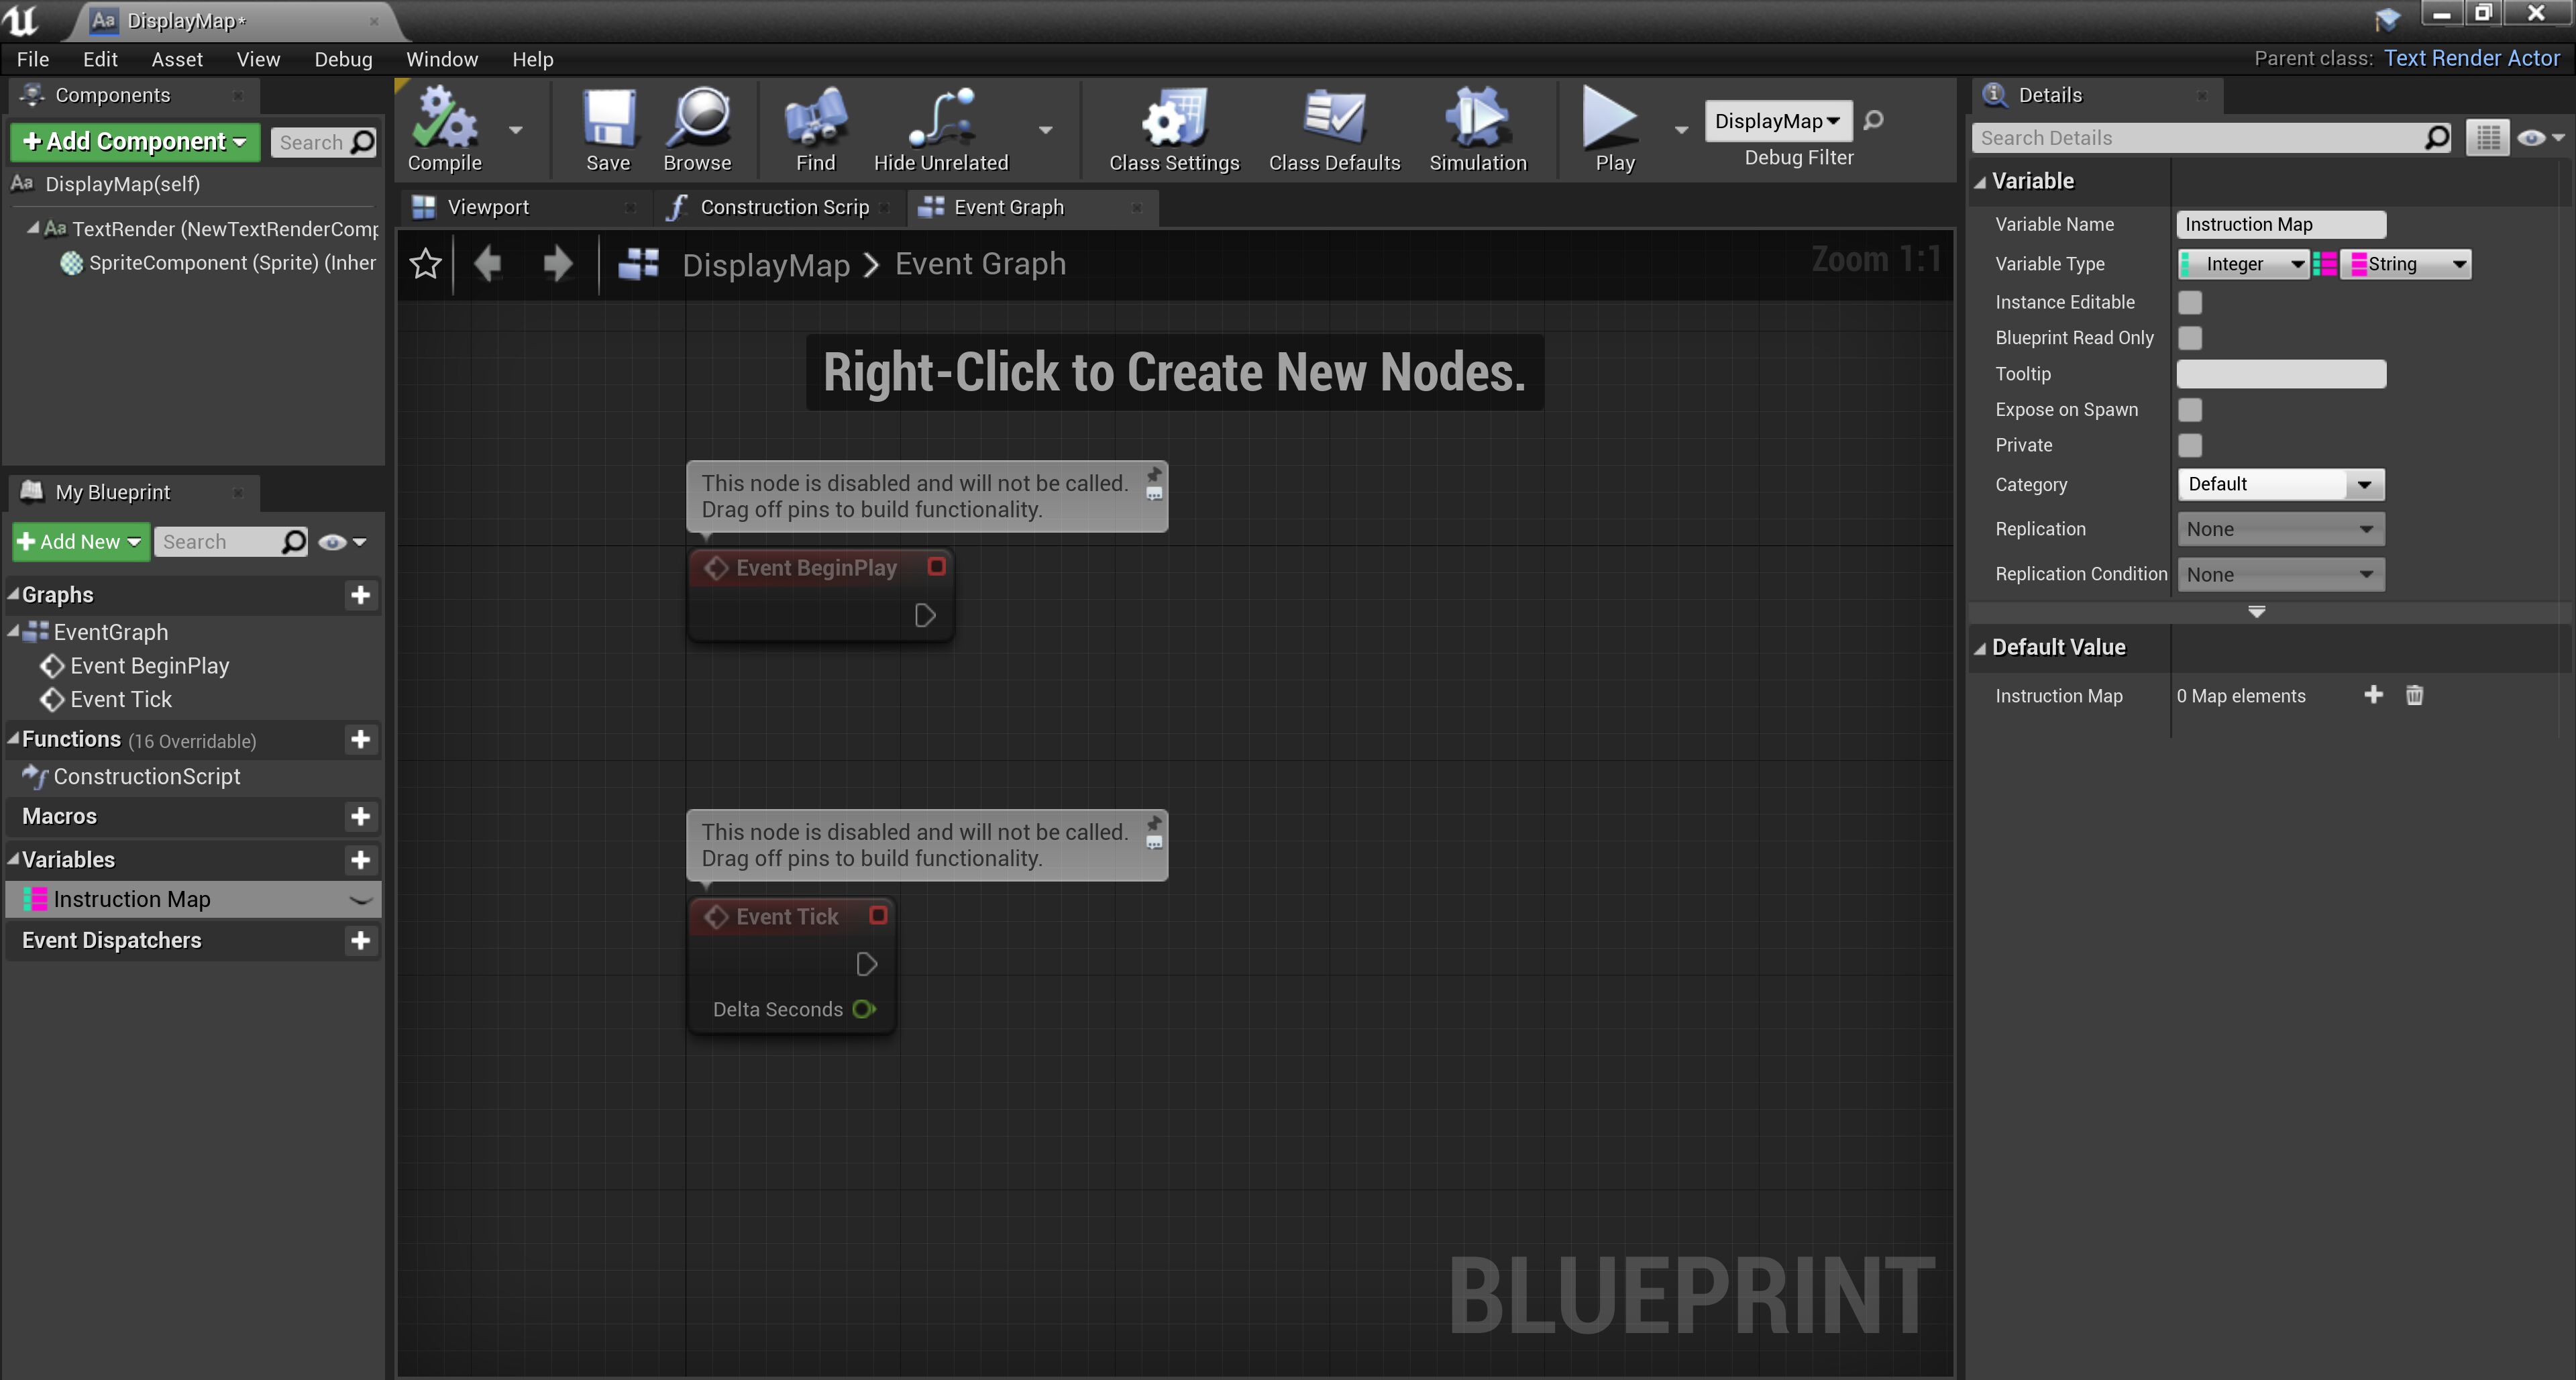 DisplayMap*
File Edit Asset View Debug Window Help
Parent class: Text Render Actor
Components
+Add Component
Search
DisplayMap(self)
TextRender (NewTextRenderComp
SpriteComponent (Sprite) (Inher
My Blueprint
+Add New
Search
Graphs
EventGraph
Event BeginPlay
Event Tick
Functions (16 Overridable)
ConstructionScript
Macros
Variables
Instruction Map
Event Dispatchers
Compile
Save
Browse
Find
Hide Unrelated
Class Settings
Class Defaults
Simulation
Play
DisplayMap
Debug Filter
Viewport
Construction Scrip
Event Graph
DisplayMap > Event Graph
Zoom 1:1
Right-Click to Create New Nodes.
This node is disabled and will not be called.
Drag off pins to build functionality.
Event BeginPlay
This node is disabled and will not be called.
Drag off pins to build functionality.
Event Tick
Delta Seconds
BLUEPRINT
Details
Search Details
Variable
Variable Name Instruction Map
Variable Type Integer String
Instance Editable
Blueprint Read Only
Tooltip
Expose on Spawn
Private
Category Default
Replication None
Replication Condition None
Default Value
Instruction Map 0 Map elements